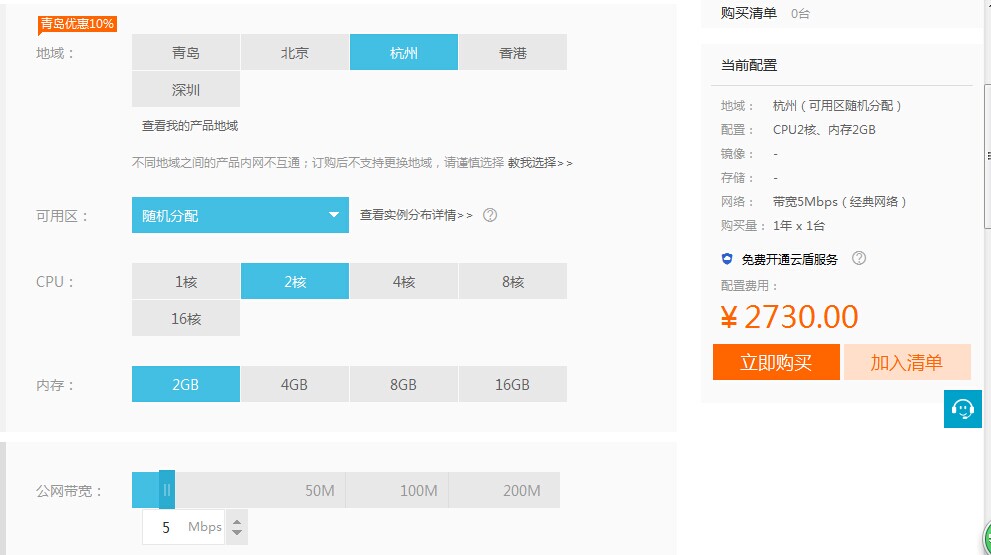 青岛优惠10%
地域：
青岛
北京
杭州
香港
深圳
查看我的产品地域
不同地域之间的产品内网不互通；订购后不支持更换地域，请谨慎选择 教我选择>>
可用区：
随机分配
查看实例分布详情>>
?
CPU：
1核
2核
4核
8核
16核
内存：
2GB
4GB
8GB
16GB
公网带宽：
50M
100M
200M
5 Mbps
购买清单 0台
当前配置
地域： 杭州（可用区随机分配）
配置： CPU2核、内存2GB
镜像： -
存储： -
网络： 带宽5Mbps（经典网络）
购买量： 1年 x 1台
免费开通云盾服务 ?
配置费用：
¥2730.00
立即购买
加入清单